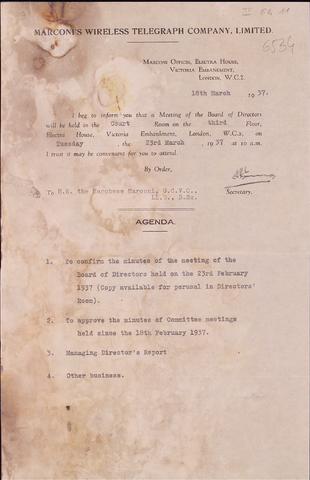 II FG 11
6534
MARCONI'S WIRELESS TELEGRAPH COMPANY, LIMITED.
MARCONI OFFICES, ELECTRA HOUSE,
VICTORIA EMBANKMENT,
LONDON, W.C.2.
18th March 1937.
I beg to inform you that a Meeting of the Board of Directors
will be held in the Court Room on the third Floor,
Electra House, Victoria Embankment, London, W.C.2, on
Tuesday , the 23rd March , 1937 at 10 a.m.
I trust it may be convenient for you to attend.
By Order,
Secretary.
To H.E. the Marchese Marconi, G.C.V.O.,
LL.D., D.Sc.
AGENDA.
1. To confirm the minutes of the meeting of the
Board of Directors held on the 23rd February
1937 (Copy available for perusal in Directors'
Room).
2. To approve the minutes of Committee meetings
held since the 18th February 1937.
3. Managing Director's Report
4. Other business.